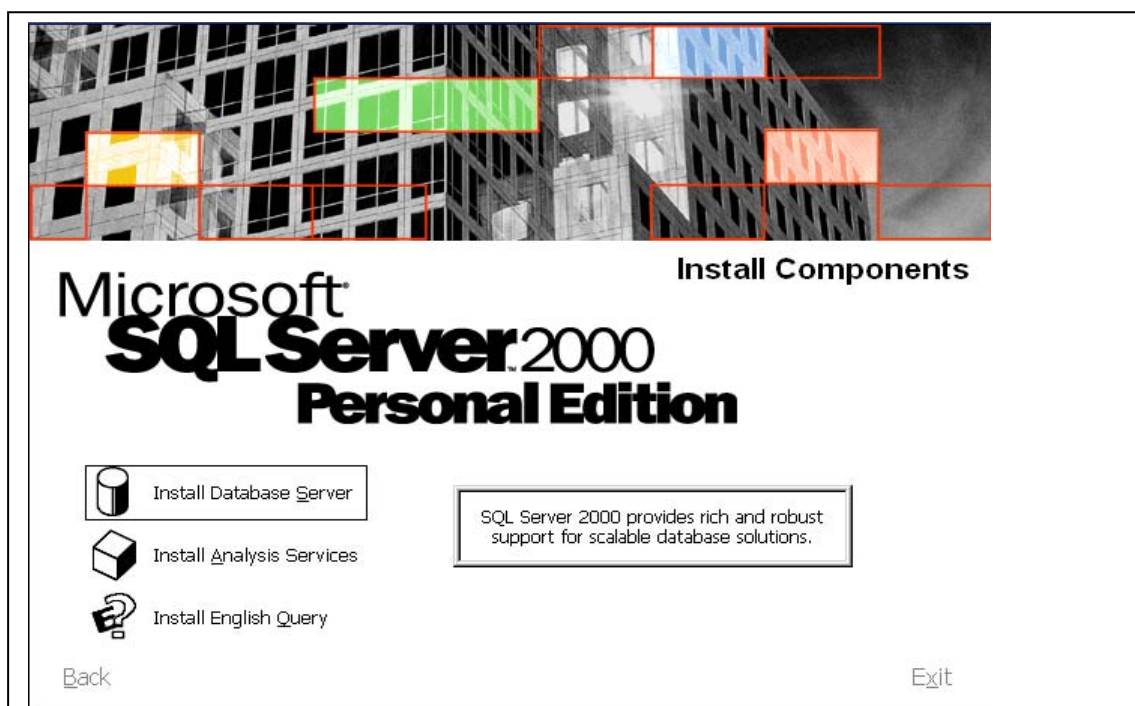 Install Components
Microsoft®
SQL Server™ 2000
Personal Edition
Install Database Server
SQL Server 2000 provides rich and robust
support for scalable database solutions.
Install Analysis Services
Install English Query
Back
Exit